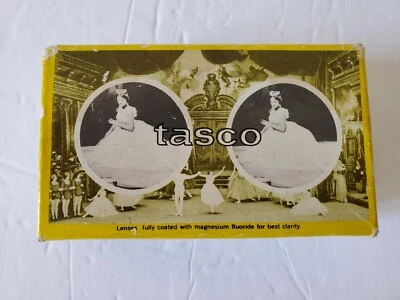 tasco
Lenses fully coated with magnesium fluoride for best clarity.